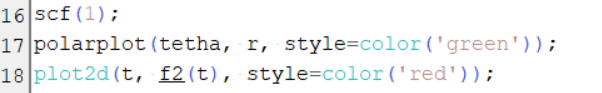 16 scf(1);
17 polarplot(tetha, r, style=color('green'));
18 plot2d(t, f2(t), style=color('red'));